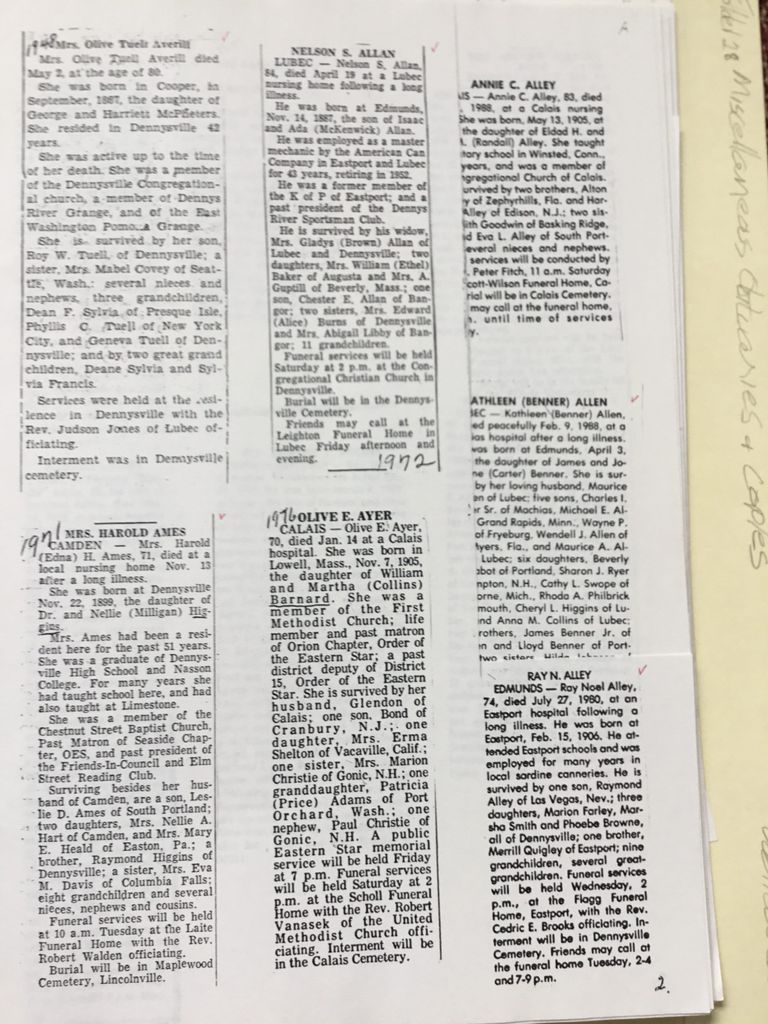 1948 Mrs. Olive Tuell Averill
Mrs. Olive Tuell Averill died
May 2, at the age of 80.
She was born in Cooper, in
September, 1867, the daughter of
George and Harriett McPheters.
She resided in Dennysville 42
years.
She was active up to the time
of her death. She was a member
of the Dennysville Congregation-
al church, a member of Dennys
River Grange, and of the East
Washington Pomona Grange.
She is survived by her son,
Roy W. Tuell, of Dennysville; a
sister, Mrs. Mabel Covey of Seat-
tle, Wash.; several nieces and
nephews, three grandchildren,
Dean F. Sylvia of Presque Isle,
Phyllis C. Tuell of New York
City, and Geneva Tuell of Den-
nysville; and by two great grand
children, Deane Sylvia and Syl-
via Francis.
Services were held at the resi-
dence in Dennysville with the
Rev. Judson Jones of Lubec of-
ficiating.
Interment was in Dennysville
cemetery.
1971 MRS. HAROLD AMES
CAMDEN — Mrs. Harold
(Edna) H. Ames, 71, died at a
local nursing home Nov. 13
after a long illness.
She was born at Dennysville
Nov. 22, 1899, the daughter of
Dr. and Nellie (Milligan) Hig-
gins.
Mrs. Ames had been a resi-
dent here for the past 51 years.
She was a graduate of Dennys-
ville High School and Nasson
College. For many years she
had taught school here, and had
also taught at Limestone.
She was a member of the
Chestnut Street Baptist Church,
Past Matron of Seaside Chap-
ter, OES, and past president of
the Friends-In-Council and Elm
Street Reading Club.
Surviving besides her hus-
band of Camden, are a son, Les-
lie D. Ames of South Portland;
two daughters, Mrs. Nellie A.
Hart of Camden, and Mrs. Mary
E. Heald of Easton, Pa.; a
brother, Raymond Higgins of
Dennysville; a sister, Mrs. Eva
M. Davis of Columbia Falls;
eight grandchildren and several
nieces, nephews and cousins.
Funeral services will be held
at 10 a.m. Tuesday at the Laite
Funeral Home with the Rev.
Robert Walden officiating.
Burial will be in Maplewood
Cemetery, Lincolnville.
NELSON S. ALLAN
LUBEC — Nelson S. Allan,
84, died April 19 at a Lubec
nursing home following a long
illness.
He was born at Edmunds,
Nov. 14, 1887, the son of Isaac
and Ada (McKenwick) Allan.
He was employed as a master
mechanic by the American Can
Company in Eastport and Lubec
for 43 years, retiring in 1952.
He was a former member of
the K of P of Eastport; and a
past president of the Dennys
River Sportsman Club.
He is survived by his widow,
Mrs. Gladys (Brown) Allan of
Lubec and Dennysville; two
daughters, Mrs. William (Ethel)
Baker of Augusta and Mrs. A.
Guptill of Beverly, Mass.; one
son, Chester E. Allan of Ban-
gor; two sisters, Mrs. Edward
(Alice) Burns of Dennysville
and Mrs. Abigail Libby of Ban-
gor; 11 grandchildren.
Funeral services will be held
Saturday at 2 p.m. at the Con-
gregational Christian Church in
Dennysville.
Burial will be in the Dennys-
ville Cemetery.
Friends may call at the
Leighton Funeral Home in
Lubec Friday afternoon and
evening. 1972
1976 OLIVE E. AYER
CALAIS — Olive E. Ayer,
70, died Jan. 14 at a Calais
hospital. She was born in
Lowell, Mass., Nov. 7, 1905,
the daughter of William
and Martha (Collins)
Barnard. She was a
member of the First
Methodist Church; life
member and past matron
of Orion Chapter, Order of
the Eastern Star; a past
district deputy of District
15, Order of the Eastern
Star. She is survived by her
husband, Glendon of
Calais; one son, Bond of
Cranbury, N.J.; one
daughter, Mrs. Erma
Shelton of Vacaville, Calif.;
one sister, Mrs. Marion
Christie of Gonic, N.H.; one
granddaughter, Patricia
(Price) Adams of Port
Orchard, Wash.; one
nephew, Paul Christie of
Gonic, N.H. A public
Eastern Star memorial
service will be held Friday
at 7 p.m. Funeral services
will be held Saturday at 2
p.m. at the Scholl Funeral
Home with the Rev. Robert
Vanasek of the United
Methodist Church offi-
ciating. Interment will be
in the Calais Cemetery.
ANNIE C. ALLEY
IS — Annie C. Alley, 83, died
1988, at a Calais nursing
She was born, May 13, 1905, at
the daughter of Eldad H. and
(Randall) Alley. She taught
tary school in Winsted, Conn.,
years, and was a member of
gregational Church of Calais.
urvived by two brothers, Alton
y of Zephyrhills, Fla. and Har-
Alley of Edison, N.J.; two sis-
ith Goodwin of Basking Ridge,
d Eva L. Alley of South Port-
everal nieces and nephews.
services will be conducted by
. Peter Fitch, 11 a.m. Saturday
cott-Wilson Funeral Home, Ca-
rial will be in Calais Cemetery.
may call at the funeral home,
. until time of services
y.
ATHLEEN (BENNER) ALLEN
EC — Kathleen (Benner) Allen,
ed peacefully Feb. 9, 1988, at a
ias hospital after a long illness.
was born at Edmunds, April 3,
the daughter of James and Jo-
ne (Carter) Benner. She is sur-
by her loving husband, Maurice
en of Lubec; five sons, Charles I.
r Sr. of Machias, Michael E. Al-
Grand Rapids, Minn., Wayne P.
of Fryeburg, Wendell J. Allen of
Myers, Fla., and Maurice A. Al-
Lubec; six daughters, Beverly
bot of Portland, Sharon J. Ryer
mpton, N.H., Cathy L. Swope of
orne, Mich., Rhoda A. Philbrick
mouth, Cheryl L. Higgins of Lu-
nd Anna M. Collins of Lubec;
rothers, James Benner Jr. of
n and Lloyd Benner of Port-
two sisters
RAY N. ALLEY
EDMUNDS — Ray Noel Alley,
74, died July 27, 1980, at an
Eastport hospital following a
long illness. He was born at
Eastport, Feb. 15, 1906. He at-
tended Eastport schools and was
employed for many years in
local sardine canneries. He is
survived by one son, Raymond
Alley of Las Vegas, Nev.; three
daughters, Marion Farley, Mar-
sha Smith and Phoebe Browne,
all of Dennysville; one brother,
Merrill Quigley of Eastport; nine
grandchildren, several great-
grandchildren. Funeral services
will be held Wednesday, 2
p.m., at the Flagg Funeral
Home, Eastport, with the Rev.
Cedric E. Brooks officiating. In-
terment will be in Dennysville
Cemetery. Friends may call at
the funeral home Tuesday, 2-4
and 7-9 p.m.
2.
Miscellaneous Obituaries & Copies